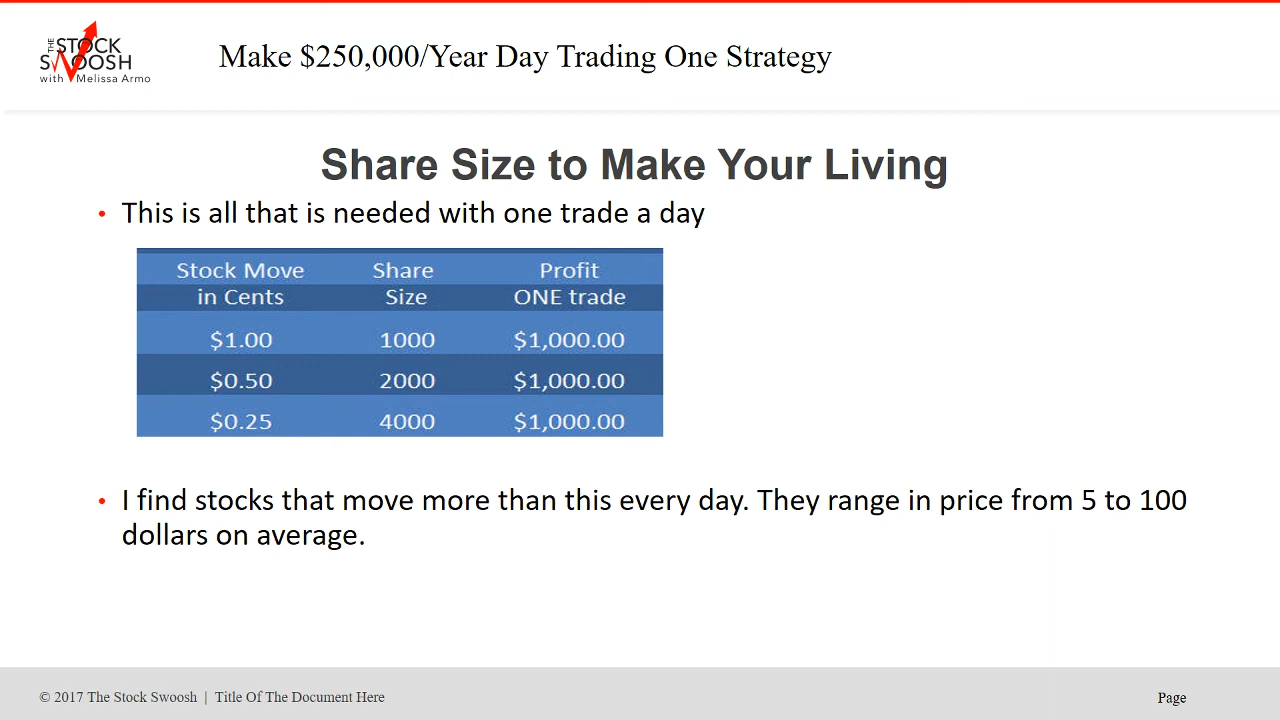 THE STOCK
SWOOSH
with Melissa Armo
Make $250,000/Year Day Trading One Strategy
Share Size to Make Your Living
• This is all that is needed with one trade a day
Stock Move Share Profit
in Cents Size ONE trade
$1.00 1000 $1,000.00
$0.50 2000 $1,000.00
$0.25 4000 $1,000.00
• I find stocks that move more than this every day. They range in price from 5 to 100
dollars on average.
© 2017 The Stock Swoosh | Title Of The Document Here Page